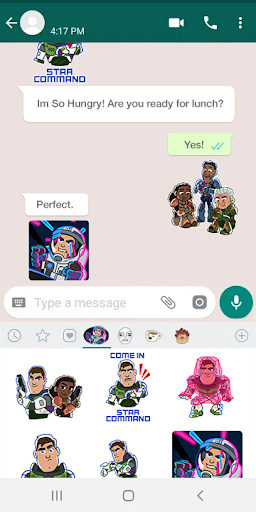 4:17 PM
STAR
COMMAND
Im So Hungry! Are you ready for lunch?
Yes!
Perfect.
Type a message
COME IN
STAR
COMMAND